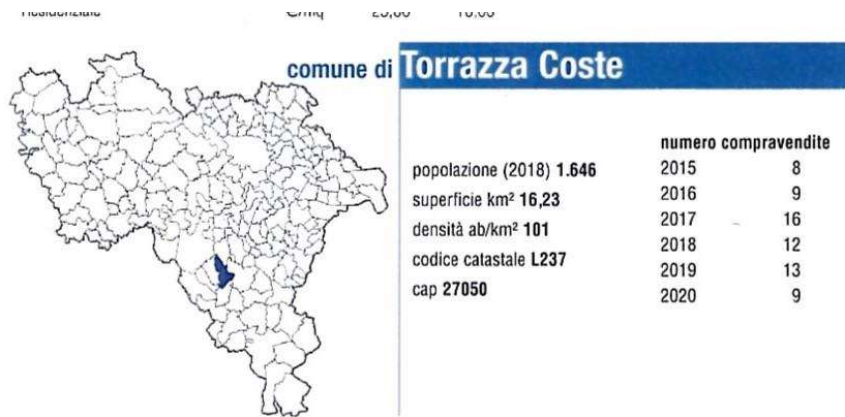 comune di Torrazza Coste
popolazione (2018) 1.646
superficie km² 16,23
densità ab/km² 101
codice catastale L237
cap 27050
numero compravendite
2015 8
2016 9
2017 16
2018 12
2019 13
2020 9